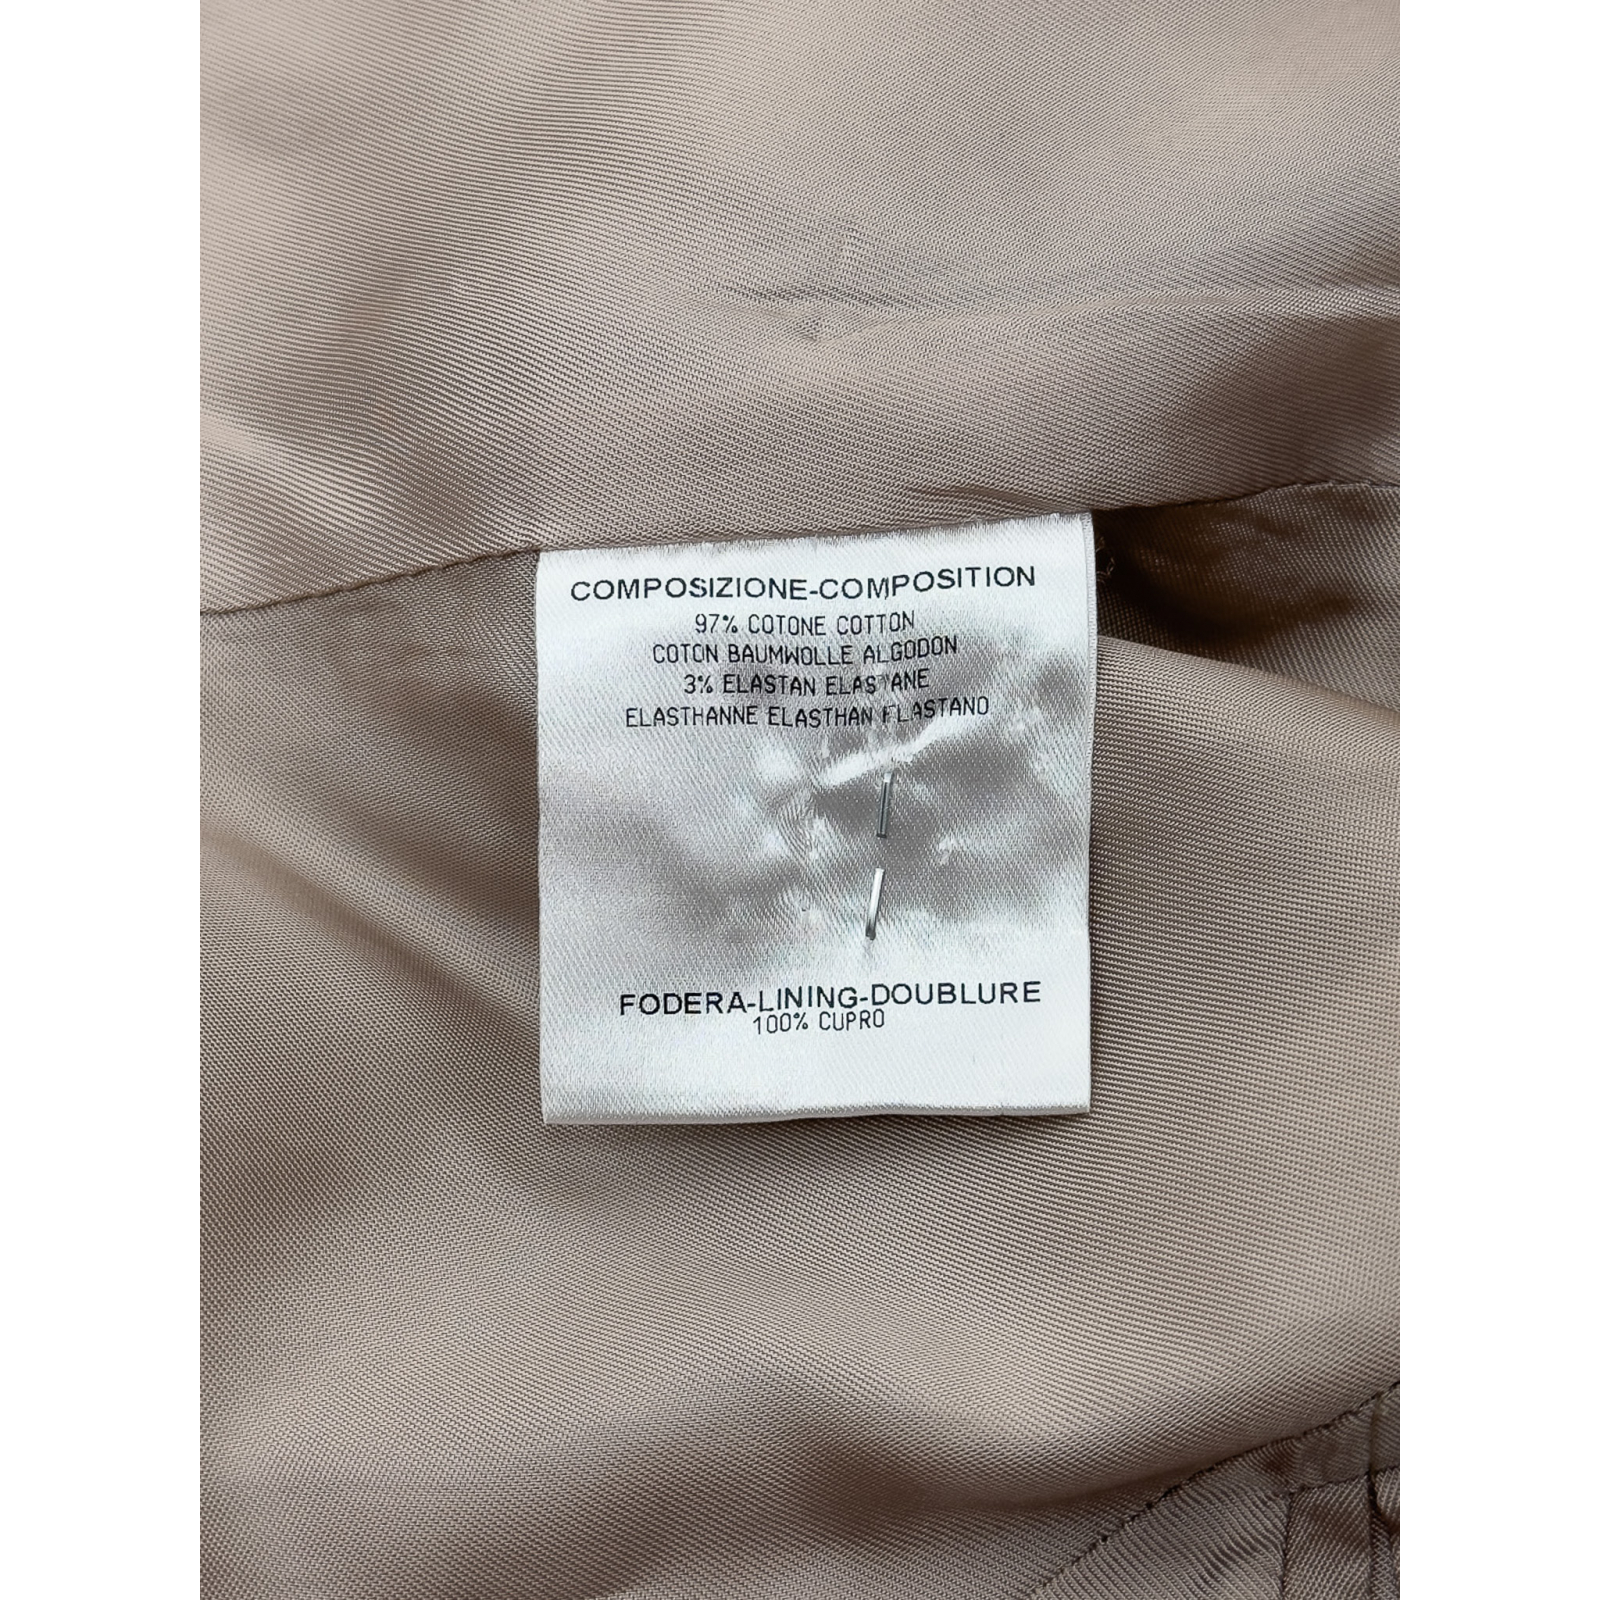 COMPOSIZIONE-COMPOSITION
97% COTONE COTTON
COTON BAUMWOLLE ALGODON
3% ELASTAN ELASTANE
ELASTHANNE ELASTHAN ELASTANO
FODERA-LINING-DOUBLURE
100% CUPRO